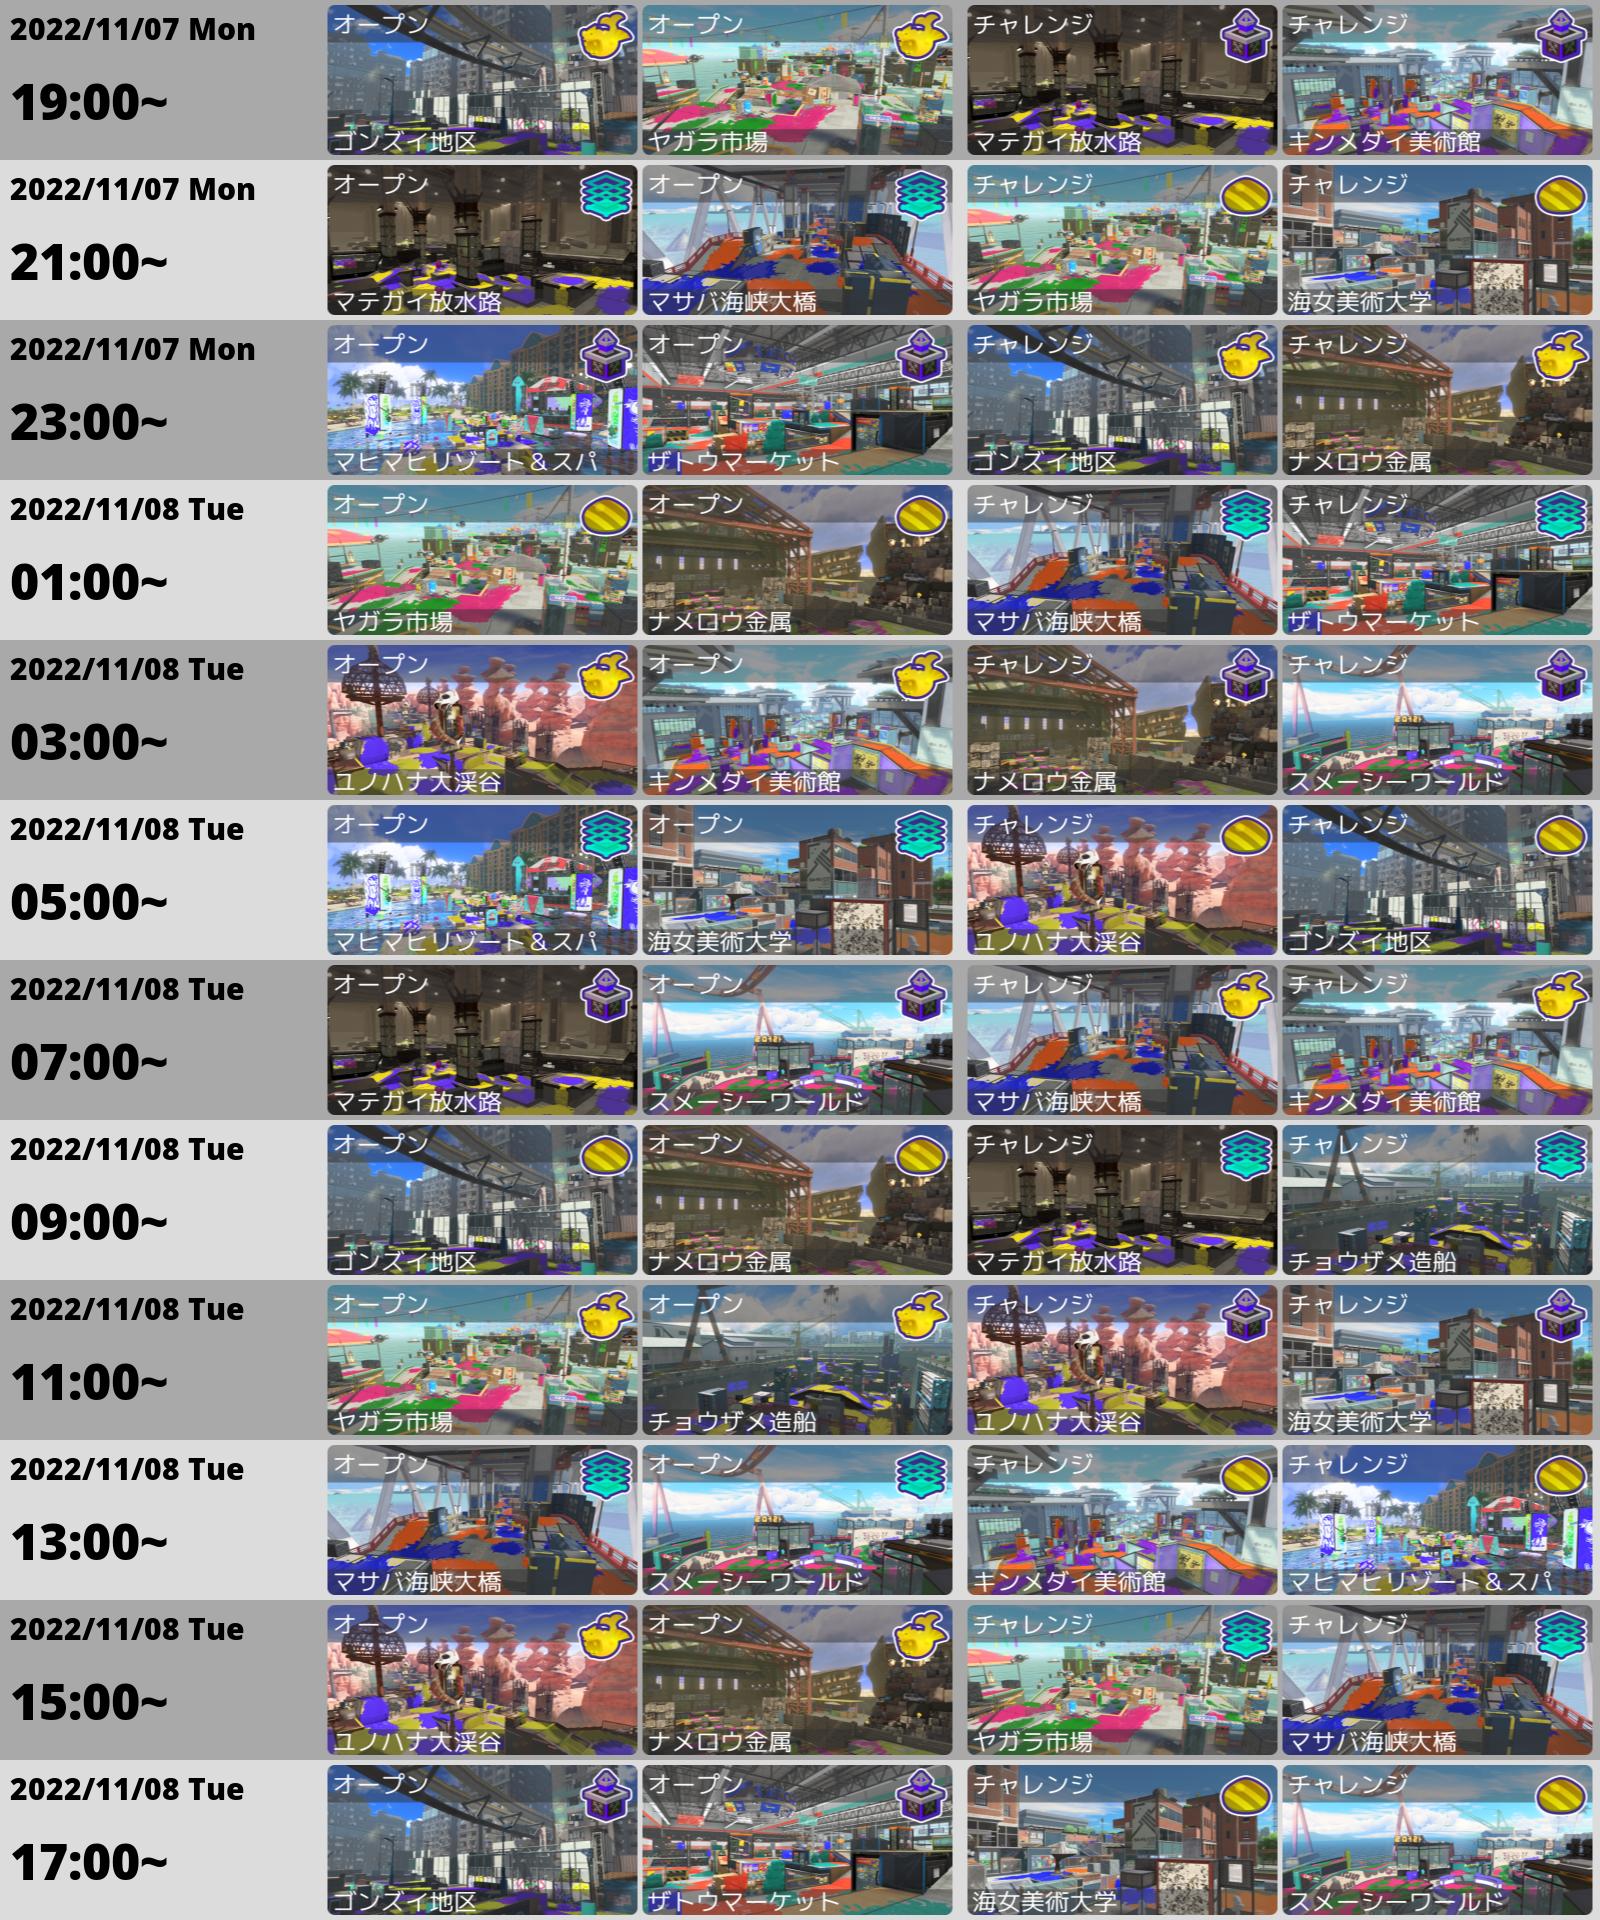 2022/11/07 Mon
19:00~
オープン
ゴンズイ地区
オープン
ヤガラ市場
チャレンジ
マテガイ放水路
チャレンジ
キンメダイ美術館
2022/11/07 Mon
21:00~
オープン
マテガイ放水路
オープン
マサバ海峡大橋
チャレンジ
ヤガラ市場
チャレンジ
海女美術大学
2022/11/07 Mon
23:00~
オープン
マヒマヒリゾート＆スパ
オープン
ザトウマーケット
チャレンジ
ゴンズイ地区
チャレンジ
ナメロウ金属
2022/11/08 Tue
01:00~
オープン
ヤガラ市場
オープン
ナメロウ金属
チャレンジ
マサバ海峡大橋
チャレンジ
ザトウマーケット
2022/11/08 Tue
03:00~
オープン
ユノハナ大渓谷
オープン
キンメダイ美術館
チャレンジ
ナメロウ金属
チャレンジ
スメーシーワールド
2022/11/08 Tue
05:00~
オープン
マヒマヒリゾート＆スパ
オープン
海女美術大学
チャレンジ
ユノハナ大渓谷
チャレンジ
ゴンズイ地区
2022/11/08 Tue
07:00~
オープン
マテガイ放水路
オープン
スメーシーワールド
チャレンジ
マサバ海峡大橋
チャレンジ
キンメダイ美術館
2022/11/08 Tue
09:00~
オープン
ゴンズイ地区
オープン
ナメロウ金属
チャレンジ
マテガイ放水路
チャレンジ
チョウザメ造船
2022/11/08 Tue
11:00~
オープン
ヤガラ市場
オープン
チョウザメ造船
チャレンジ
ユノハナ大渓谷
チャレンジ
海女美術大学
2022/11/08 Tue
13:00~
オープン
マサバ海峡大橋
オープン
スメーシーワールド
チャレンジ
キンメダイ美術館
チャレンジ
マヒマヒリゾート＆スパ
2022/11/08 Tue
15:00~
オープン
ユノハナ大渓谷
オープン
ナメロウ金属
チャレンジ
ヤガラ市場
チャレンジ
マサバ海峡大橋
2022/11/08 Tue
17:00~
オープン
ゴンズイ地区
オープン
ザトウマーケット
チャレンジ
海女美術大学
チャレンジ
スメーシーワールド